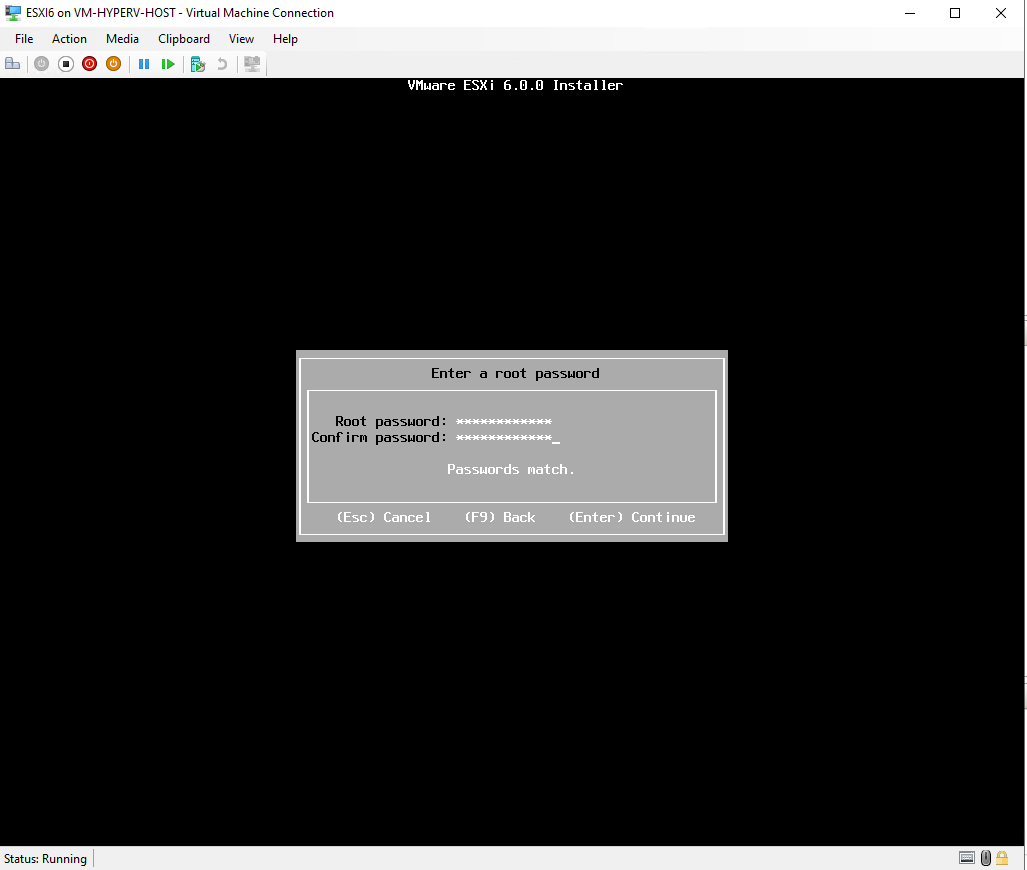 ESXI6 on VM-HYPERV-HOST - Virtual Machine Connection
File Action Media Clipboard View Help
VMware ESXi 6.0.0 Installer
Enter a root password
Root password: ************
Confirm password: ************_
Passwords match.
(Esc) Cancel (F9) Back (Enter) Continue
Status: Running